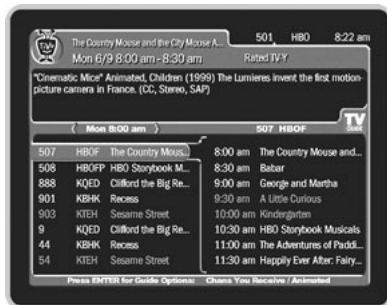 TiVo
The Country Mouse and the City Mouse A... 501 HBO 8:22 am
Mon 6/9 8:00 am - 8:30 am Rated TV-Y
"Cinematic Mice" Animated, Children (1999) The Lumieres invent the first motion-
picture camera in France. (CC, Stereo, SAP)
TV
GUIDE
Mon 8:00 am 507 HBOF
507 HBOF The Country Mous... 8:00 am The Country Mouse and...
508 HBOFP HBO Storybook M... 8:30 am Babar
888 KQED Clifford the Big Re... 9:00 am George and Martha
901 KBHK Recess 9:30 am A Little Curious
903 KTEH Sesame Street 10:00 am Kindergarten
9 KQED Clifford the Big Re... 10:30 am HBO Storybook Musicals
44 KBHK Recess 11:00 am The Adventures of Paddi...
54 KTEH Sesame Street 11:30 am Happily Ever After: Fairy...
Press ENTER for Guide Options: Chans You Receive / Animated